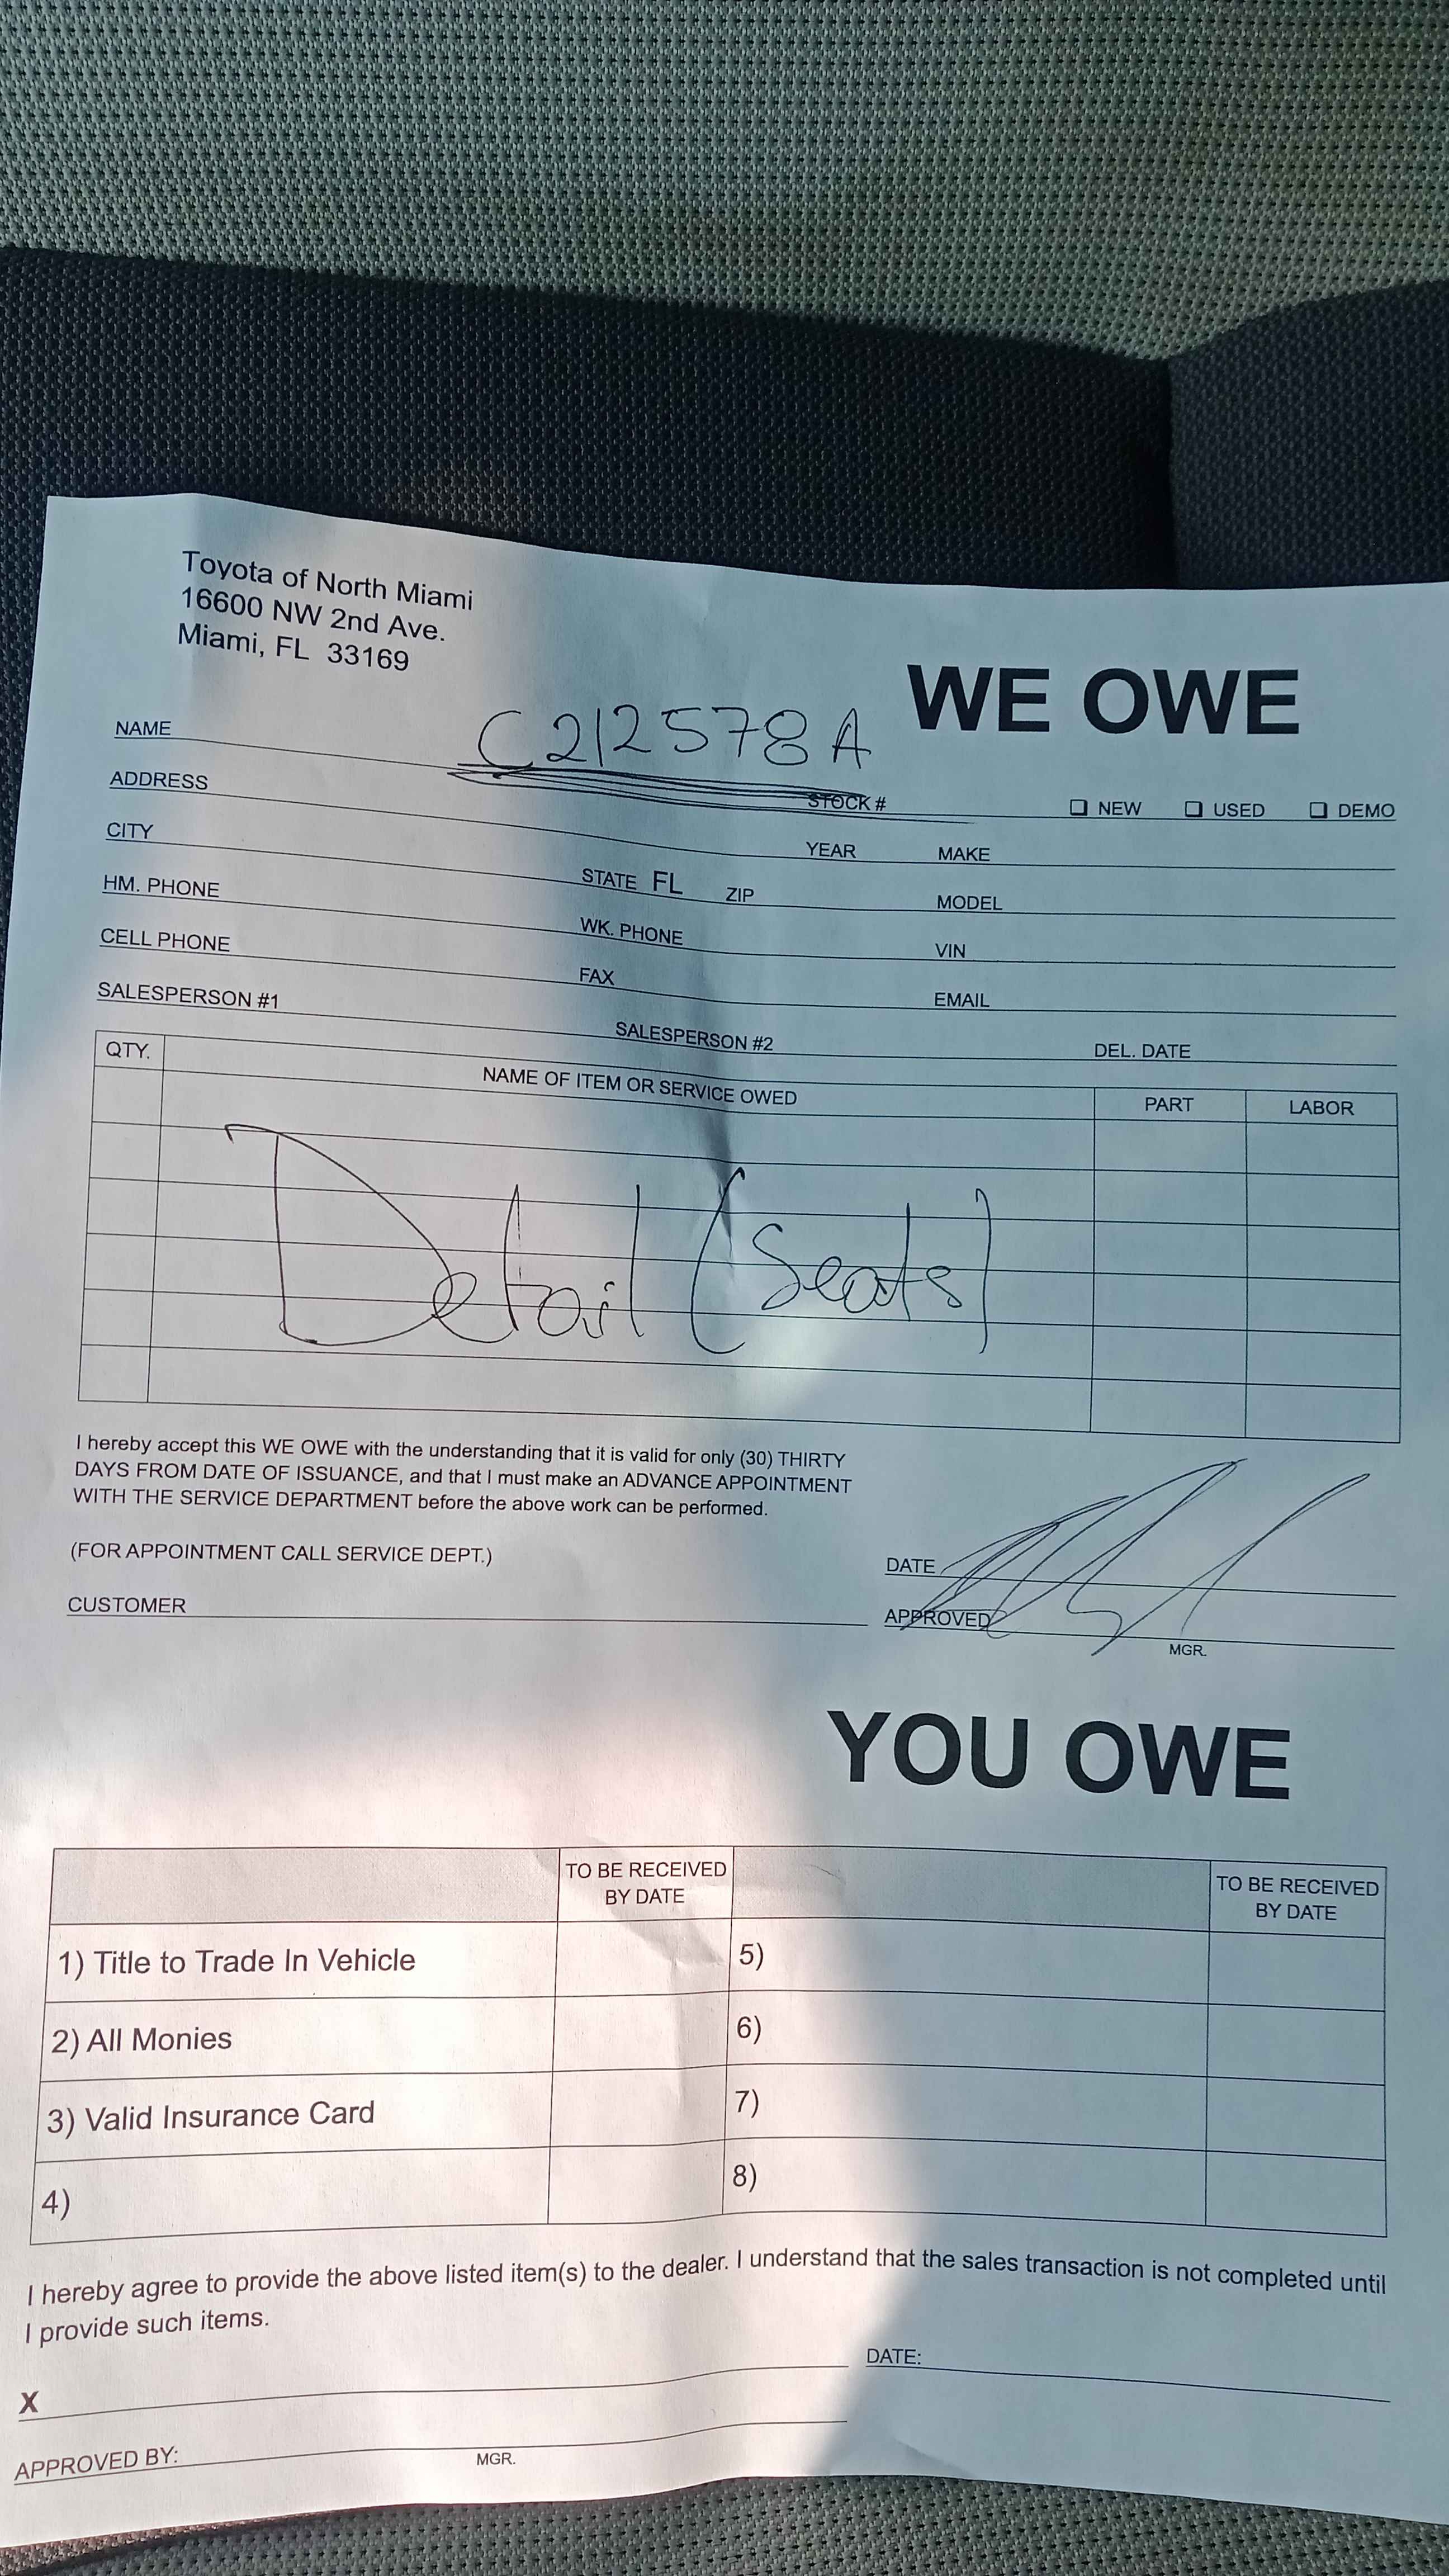 Toyota of North Miami
16600 NW 2nd Ave.
Miami, FL 33169
WE OWE
C212578A
NAME
STOCK # ☐ NEW ☐ USED ☐ DEMO
ADDRESS
YEAR MAKE
CITY STATE FL ZIP MODEL
HM. PHONE WK. PHONE VIN
CELL PHONE FAX EMAIL
SALESPERSON #1 SALESPERSON #2 DEL. DATE
QTY. NAME OF ITEM OR SERVICE OWED PART LABOR
Detail (Seats)
I hereby accept this WE OWE with the understanding that it is valid for only (30) THIRTY
DAYS FROM DATE OF ISSUANCE, and that I must make an ADVANCE APPOINTMENT
WITH THE SERVICE DEPARTMENT before the above work can be performed.
(FOR APPOINTMENT CALL SERVICE DEPT.)
DATE
CUSTOMER APPROVED
MGR.
YOU OWE
TO BE RECEIVED
BY DATE
TO BE RECEIVED
BY DATE
1) Title to Trade In Vehicle 5)
2) All Monies 6)
3) Valid Insurance Card 7)
4) 8)
I hereby agree to provide the above listed item(s) to the dealer. I understand that the sales transaction is not completed until
I provide such items.
X DATE:
APPROVED BY: MGR.